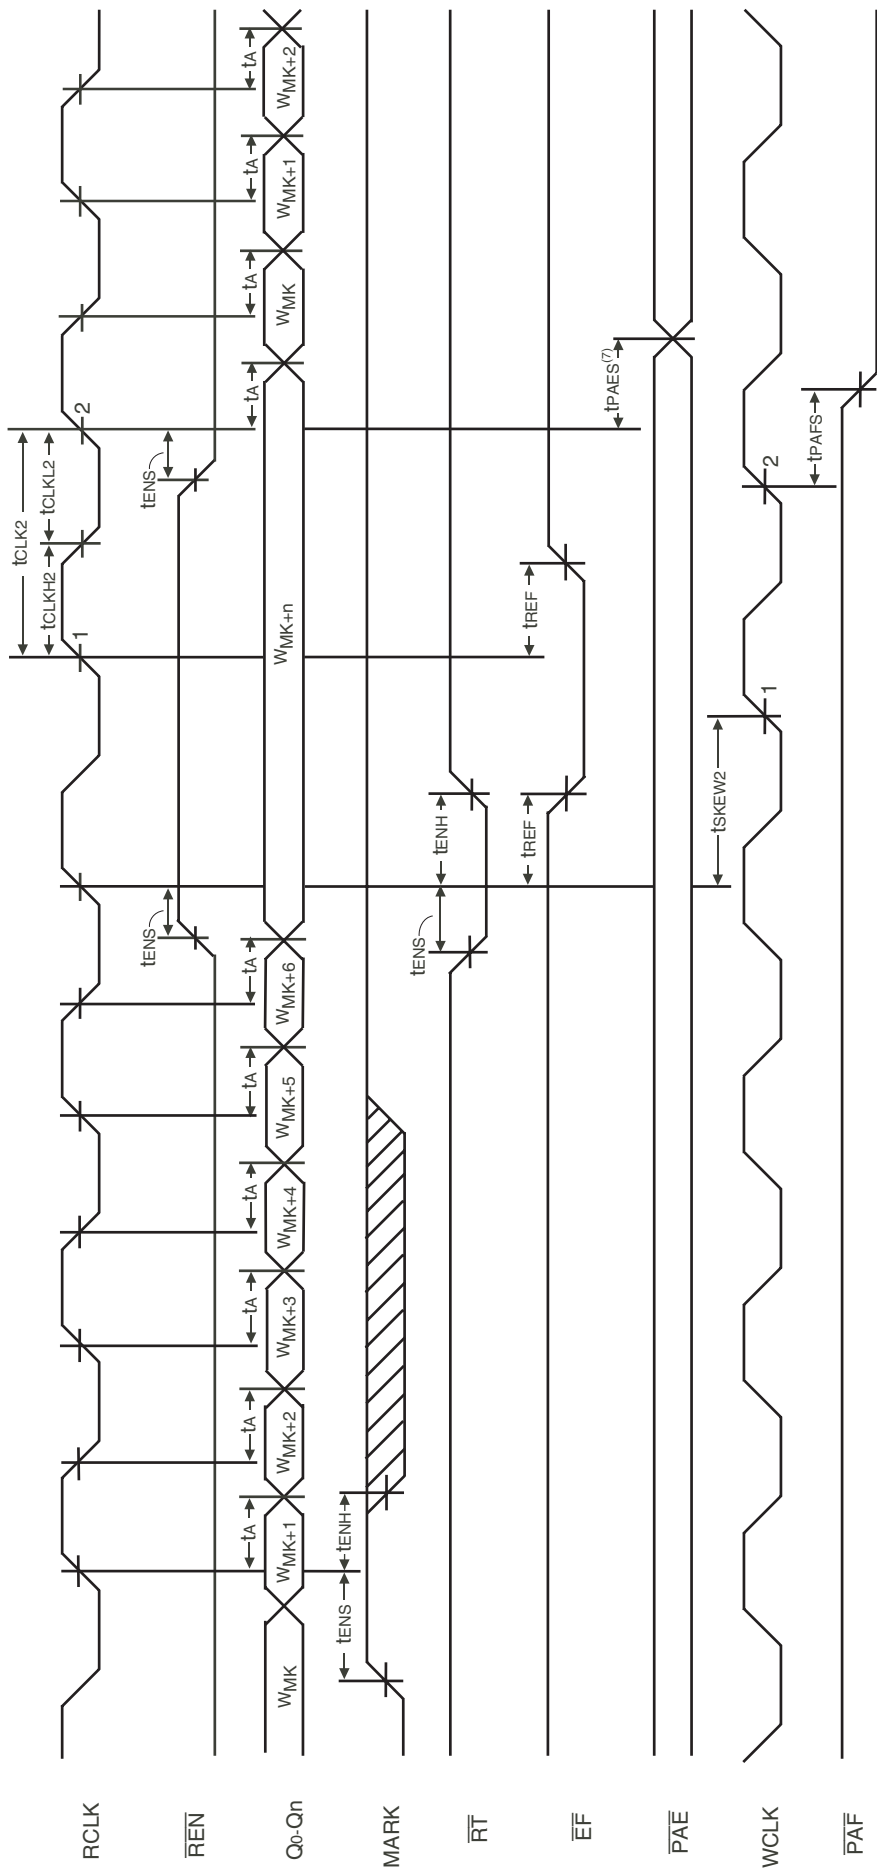 RCLK
1
tCLKH2
tCLKL2
tCLK2
2
REN
tENS
tENS
Q0-Qn
WMK
WMK+1
tA
WMK+2
tA
WMK+3
tA
WMK+4
tA
WMK+5
tA
WMK+6
tA
WMK+n
tA
WMK
tA
WMK+1
tA
WMK+2
tA
MARK
tENS
tENH
RT
tENS
tENH
EF
tREF
tREF
PAE
tPAES(7)
WCLK
tSKEW2
1
2
PAF
tPAFS